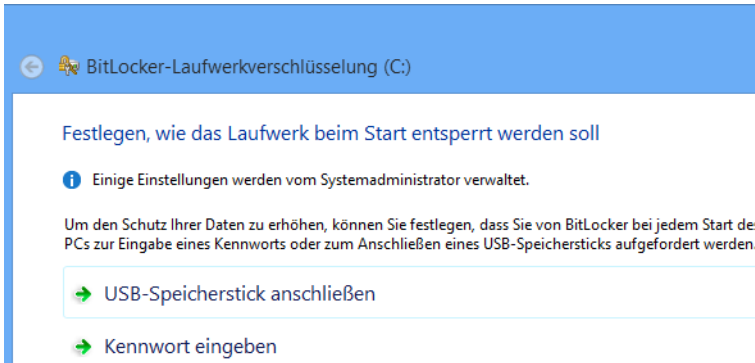 BitLocker-Laufwerkverschlüsselung (C:)
Festlegen, wie das Laufwerk beim Start entsperrt werden soll
Einige Einstellungen werden vom Systemadministrator verwaltet.
Um den Schutz Ihrer Daten zu erhöhen, können Sie festlegen, dass Sie von BitLocker bei jedem Start des
PCs zur Eingabe eines Kennworts oder zum Anschließen eines USB-Speichersticks aufgefordert werden.
USB-Speicherstick anschließen
Kennwort eingeben